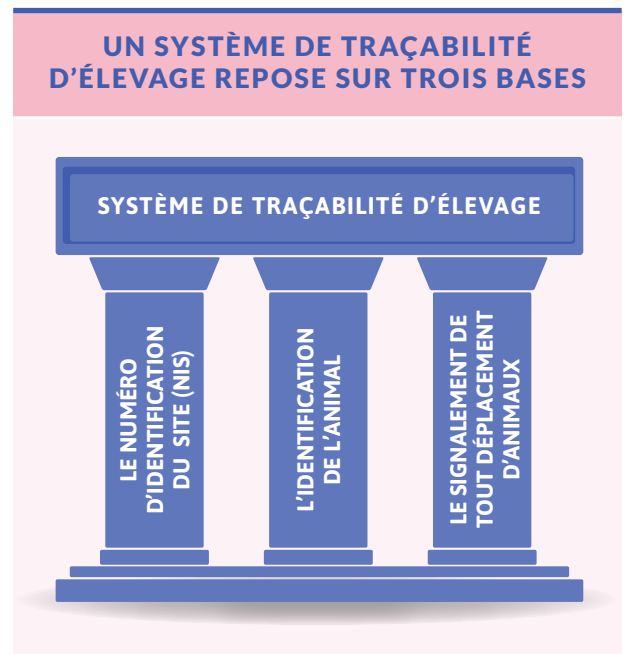 UN SYSTÈME DE TRAÇABILITÉ
D'ÉLEVAGE REPOSE SUR TROIS BASES
SYSTÈME DE TRAÇABILITÉ D'ÉLEVAGE
LE NUMÉRO
D'IDENTIFICATION
DU SITE (NIS)
L'IDENTIFICATION
DE L'ANIMAL
LE SIGNALEMENT DE
TOUT DÉPLACEMENT
D'ANIMAUX